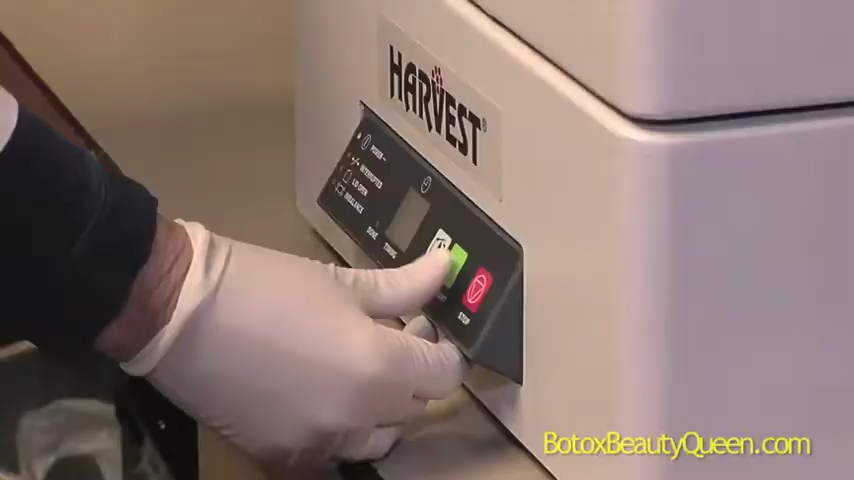 HARVEST®
POWER
INTERRUPTED
LID OPEN
IMBALANCE
DONE
TIMING
STOP
BotoxBeautyQueen.com